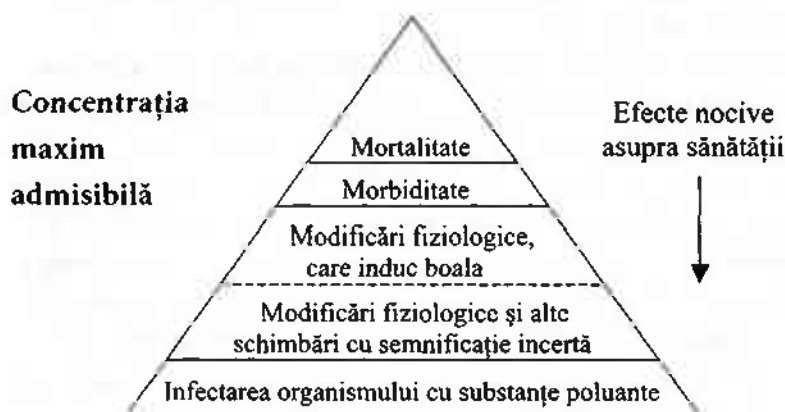 Concentrația
maxim
admisibilă
Efecte nocive
asupra sănătății
Mortalitate
Morbiditate
Modificări fiziologice,
care induc boala
Modificări fiziologice şi alte
schimbări cu semnificație incertă
Infectarea organismului cu substanțe poluante